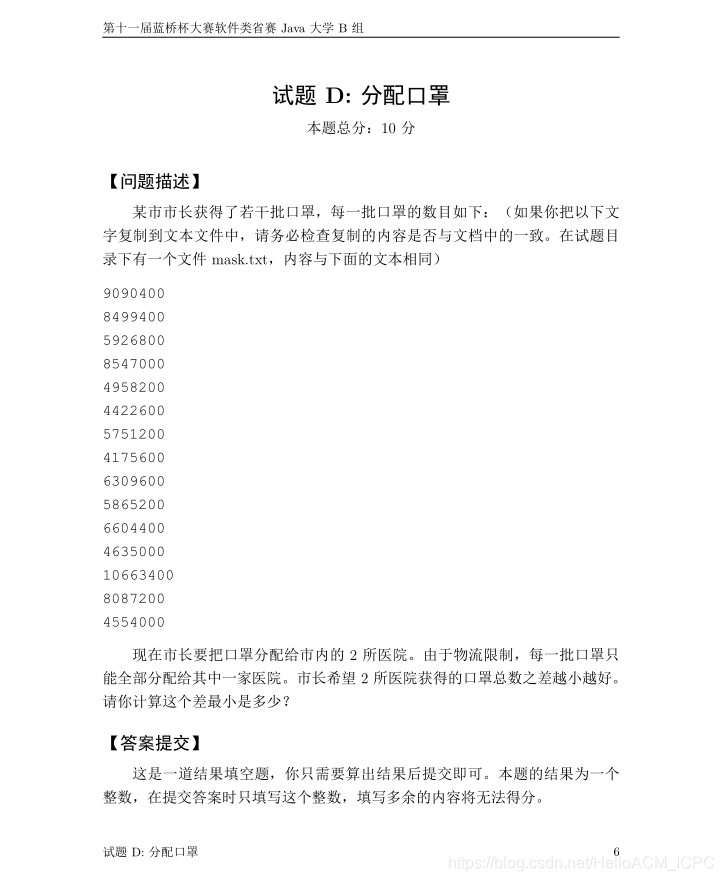 第十一届蓝桥杯大赛软件类省赛 Java 大学 B 组
试题 D: 分配口罩
本题总分：10 分
【问题描述】
某市市长获得了若干批口罩，每一批口罩的数目如下：（如果你把以下文
字复制到文本文件中，请务必检查复制的内容是否与文档中的一致。在试题目
录下有一个文件 mask.txt，内容与下面的文本相同）
9090400
8499400
5926800
8547000
4958200
4422600
5751200
4175600
6309600
5865200
6604400
4635000
10663400
8087200
4554000
现在市长要把口罩分配给市内的 2 所医院。由于物流限制，每一批口罩只
能全部分配给其中一家医院。市长希望 2 所医院获得的口罩总数之差越小越好。
请你计算这个差最小是多少？
【答案提交】
这是一道结果填空题，你只需要算出结果后提交即可。本题的结果为一个
整数，在提交答案时只填写这个整数，填写多余的内容将无法得分。
试题 D: 分配口罩 6
https://blog.csdn.net/HelloACM_ICPC